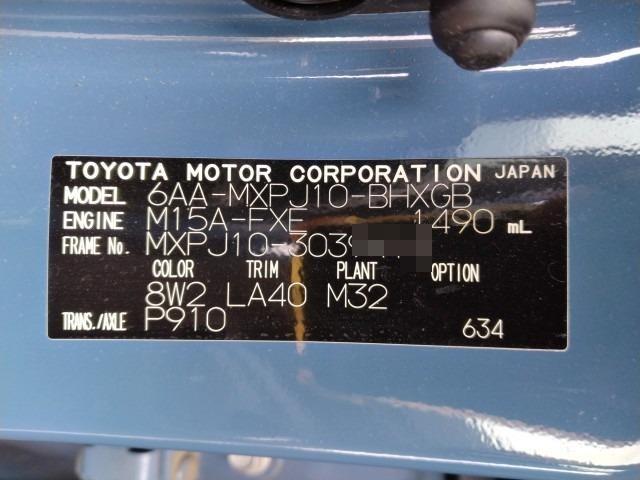 TOYOTA MOTOR CORPORATION JAPAN
MODEL 6AA-MXPJ10-BHXGB
ENGINE M15A-FXE 1490 mL
FRAME No. MXPJ10-3039
COLOR TRIM PLANT OPTION
8W2 LA40 M32
TRANS./AXLE P910 634